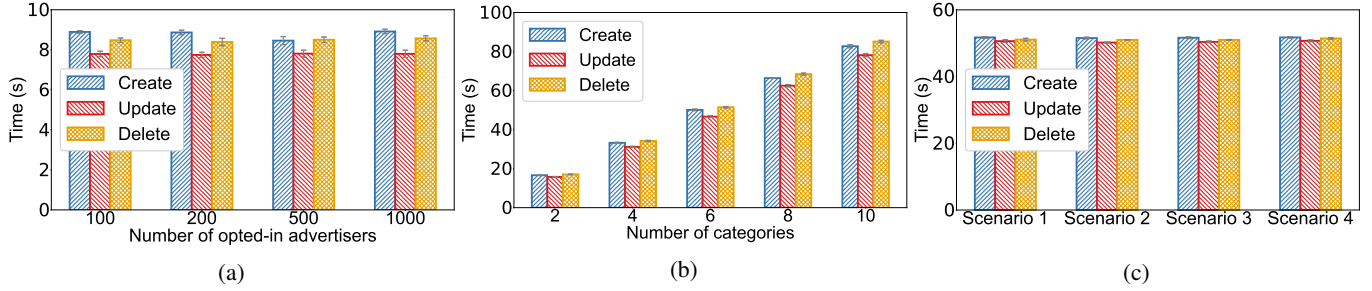 10
8
6
4
2
0
Time (s)
Create
Update
Delete
100 200 500 1000
Number of opted-in advertisers
(a)
100
80
60
40
20
0
Time (s)
Create
Update
Delete
2 4 6 8 10
Number of categories
(b)
60
40
20
0
Time (s)
Create
Update
Delete
Scenario 1 Scenario 2 Scenario 3 Scenario 4
(c)